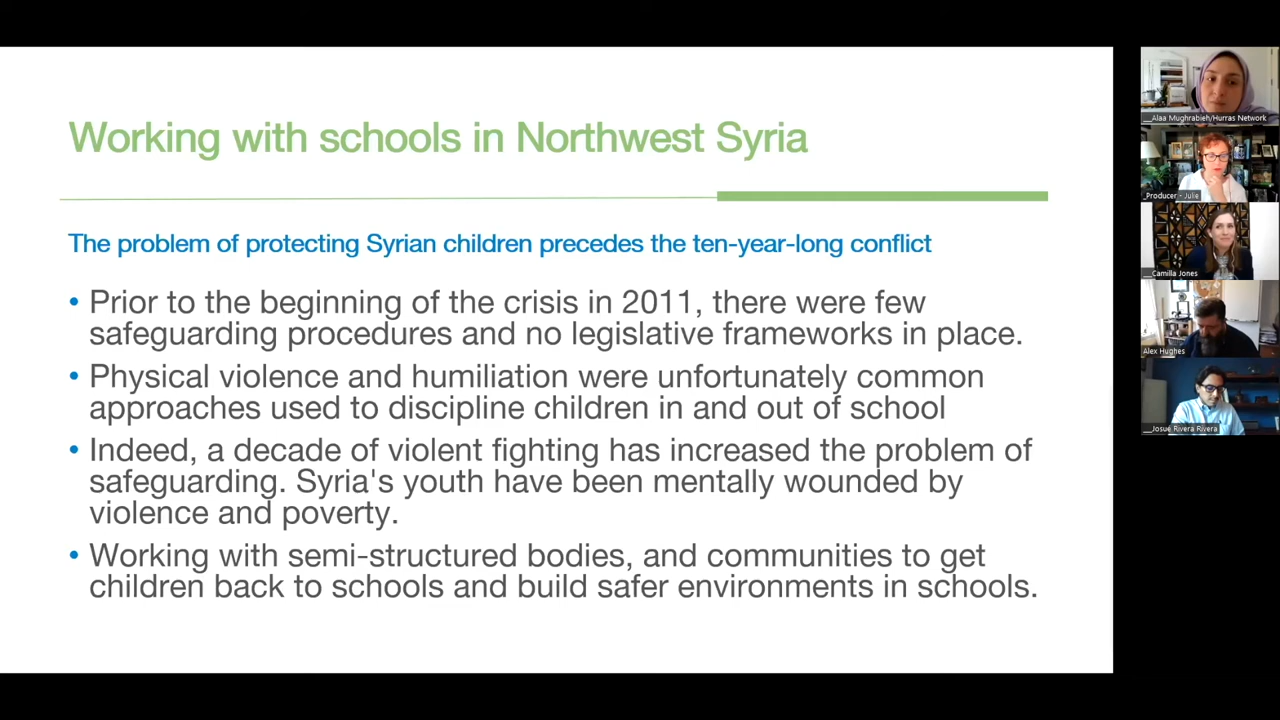 Working with schools in Northwest Syria
The problem of protecting Syrian children precedes the ten-year-long conflict
• Prior to the beginning of the crisis in 2011, there were few
safeguarding procedures and no legislative frameworks in place.
• Physical violence and humiliation were unfortunately common
approaches used to discipline children in and out of school
• Indeed, a decade of violent fighting has increased the problem of
safeguarding. Syria's youth have been mentally wounded by
violence and poverty.
• Working with semi-structured bodies, and communities to get
children back to schools and build safer environments in schools.
__Alaa Mughrabieh/Hurras Network
_Producer - Julie
__Camilla Jones
Alex Hughes
__Josué Rivera Rivera